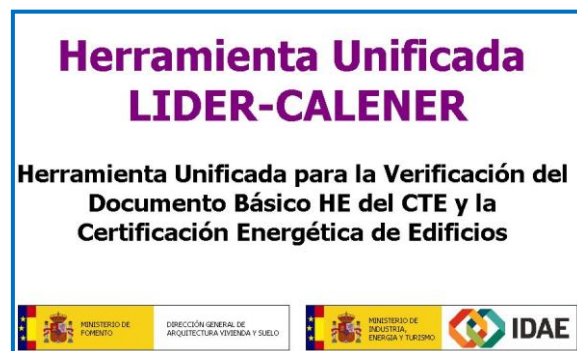 Herramienta Unificada
LIDER-CALENER
Herramienta Unificada para la Verificación del
Documento Básico HE del CTE y la
Certificación Energética de Edificios
MINISTERIO DE
FOMENTO
DIRECCIÓN GENERAL DE
ARQUITECTURA VIVIENDA Y SUELO
MINISTERIO DE
INDUSTRIA,
ENERGIA Y TURISMO
IDAE